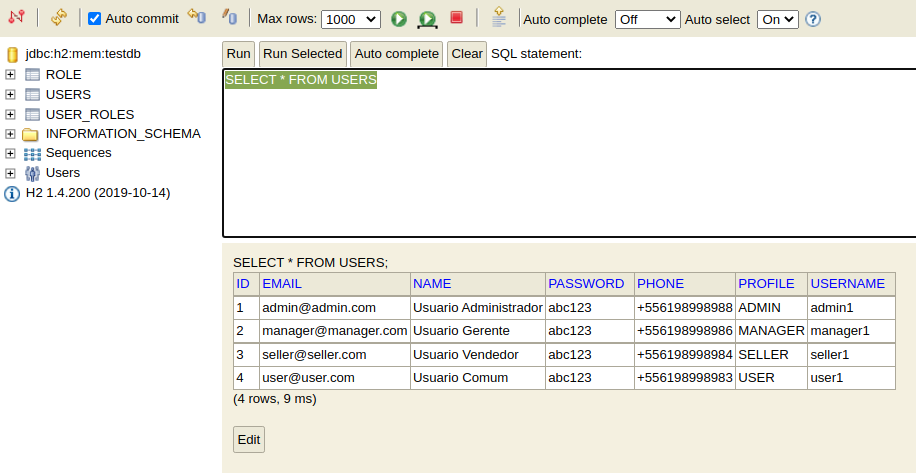 Auto commit Max rows: 1000 Auto complete Off Auto select On
jdbc:h2:mem:testdb
ROLE
USERS
USER_ROLES
INFORMATION_SCHEMA
Sequences
Users
H2 1.4.200 (2019-10-14)
Run Run Selected Auto complete Clear SQL statement:
SELECT * FROM USERS
SELECT * FROM USERS;
ID EMAIL NAME PASSWORD PHONE PROFILE USERNAME
1 admin@admin.com Usuario Administrador abc123 +556198998988 ADMIN admin1
2 manager@manager.com Usuario Gerente abc123 +556198998986 MANAGER manager1
3 seller@seller.com Usuario Vendedor abc123 +556198998984 SELLER seller1
4 user@user.com Usuario Comum abc123 +556198998983 USER user1
(4 rows, 9 ms)
Edit